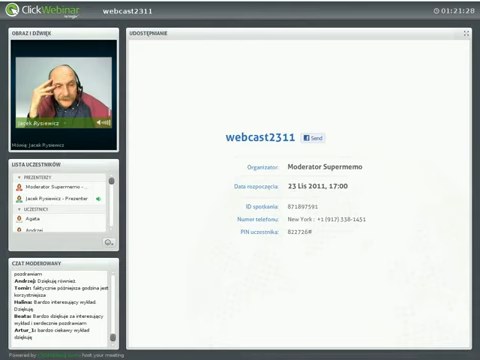 ClickWebinar
webcast2311
01:21:28
OBRAZ I DŹWIĘK
Jacek Rysiewicz
Mówią: Jacek Rysiewicz
LISTA UCZESTNIKÓW
PREZENTERZY
Moderator Supermemo -...
Jacek Rysiewicz - Prezenter
UCZESTNICY
Agata
Andrzej
CZAT MODEROWANY
pozdrawiam
Andrzej: Dziękuję również
Tomir: faktycznie późniejsza godzina jest
korzystniejsza
Halina: Bardzo interesujący wykład.
Dziękuję
Beata: Bardzo dziękuje za interesujący
wykład i serdecznie pozdrawiam
Artur_1: bardzo ciekawy wykład
dziękuję
UDOSTĘPNIANIE
webcast2311
Send
Organizator: Moderator Supermemo
Data rozpoczęcia: 23 Lis 2011, 17:00
ID spotkania: 871897591
Numer telefonu: New York : +1 (917) 338-1451
PIN uczestnika: 822726#
Powered by
host your meeting